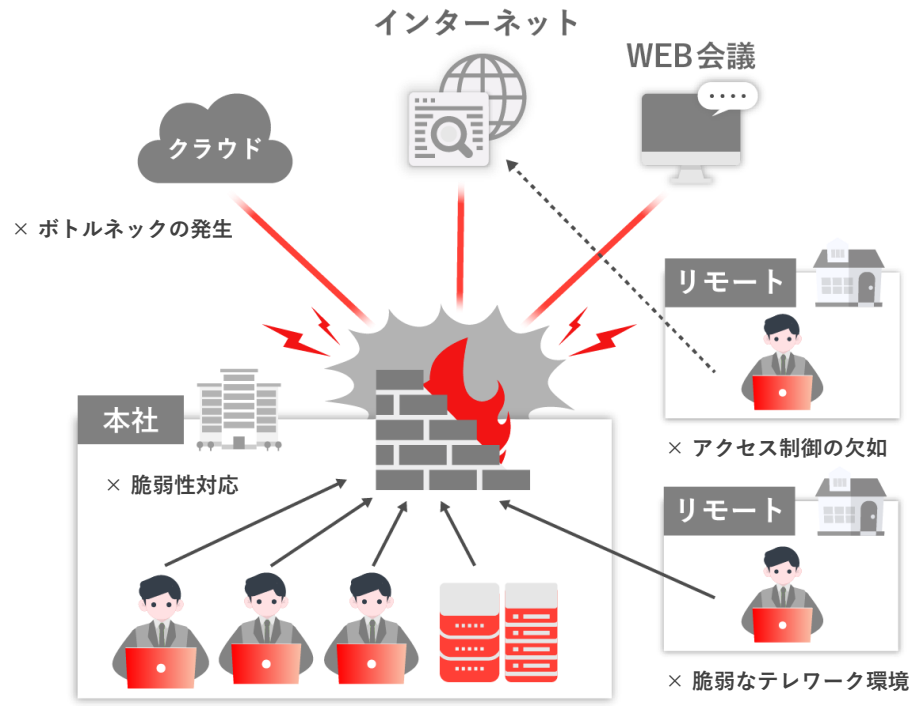 インターネット
WEB会議
クラウド
× ボトルネックの発生
リモート
本社
× アクセス制御の欠如
× 脆弱性対応
リモート
× 脆弱なテレワーク環境